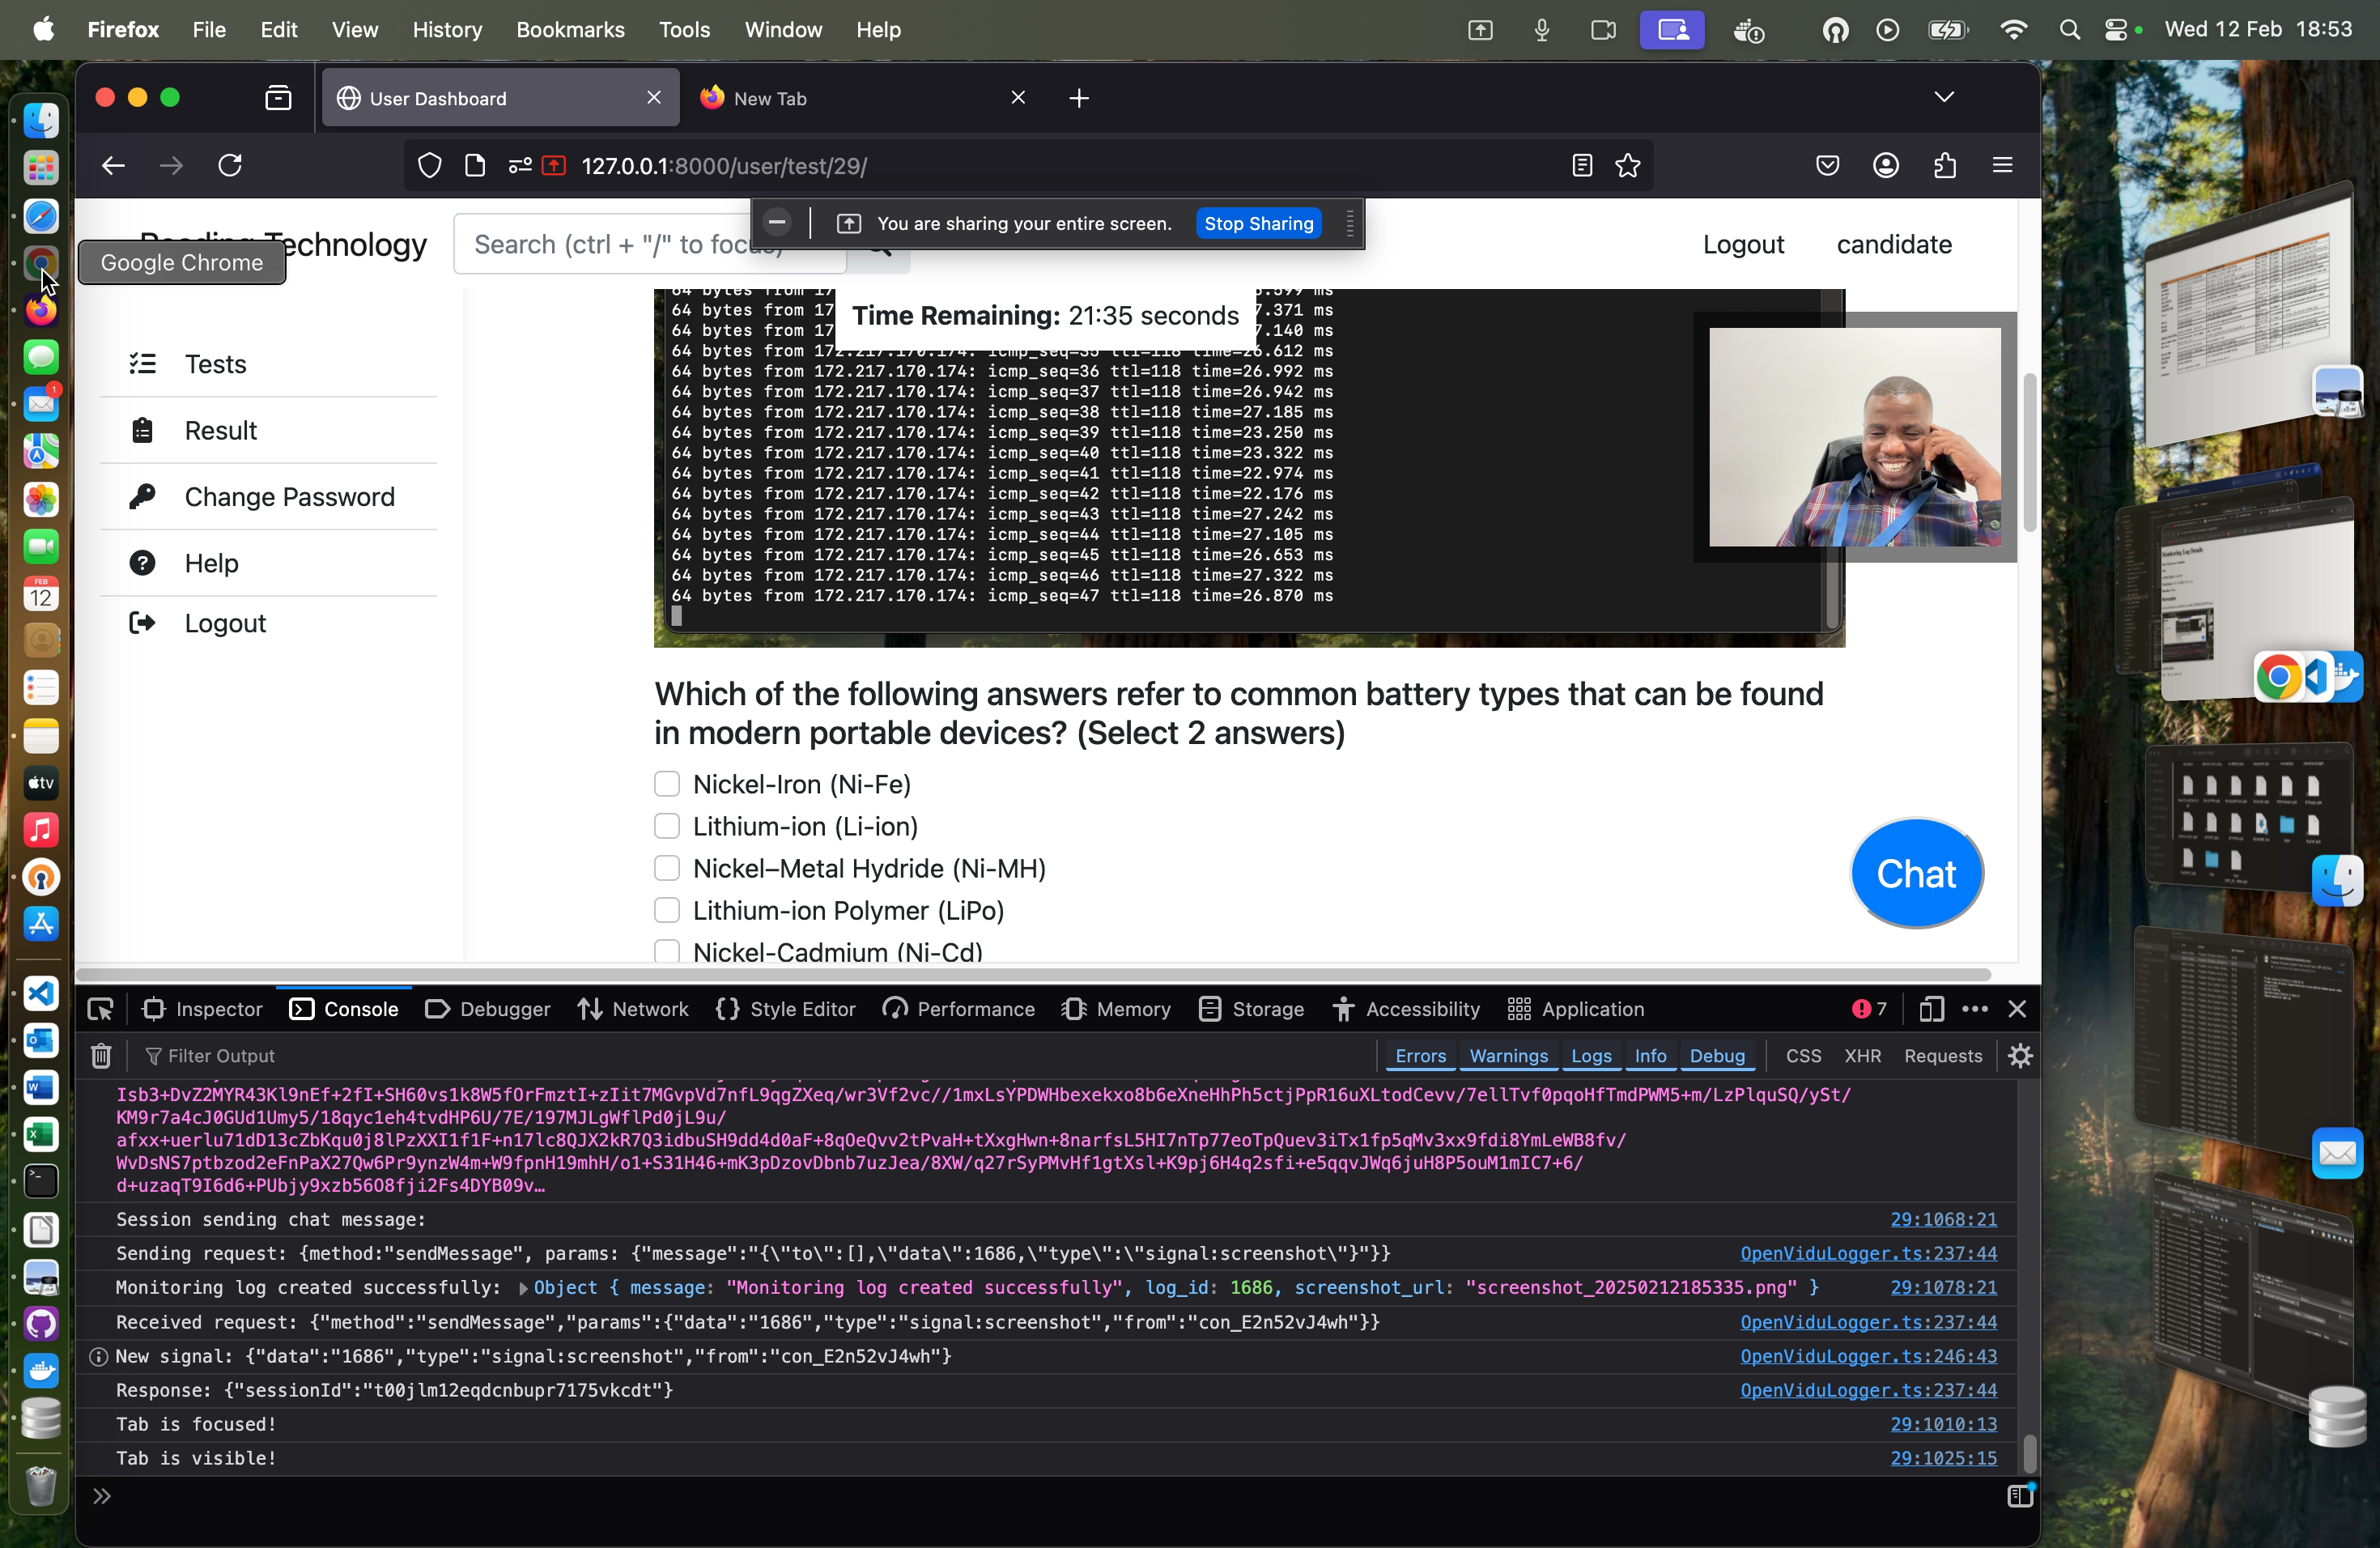 Firefox File Edit View History Bookmarks Tools Window Help Wed 12 Feb 18:53
User Dashboard New Tab
127.0.0.1:8000/user/test/29/
You are sharing your entire screen. Stop Sharing
Reading Technology Search (ctrl + "/" to focus) Logout candidate
Google Chrome
Time Remaining: 21:35 seconds
Tests
Result
Change Password
Help
Logout
64 bytes from 17 7.371 ms
64 bytes from 17 7.140 ms
64 bytes from 172.217.170.174: icmp_seq=35 ttl=118 time=26.612 ms
64 bytes from 172.217.170.174: icmp_seq=36 ttl=118 time=26.992 ms
64 bytes from 172.217.170.174: icmp_seq=37 ttl=118 time=26.942 ms
64 bytes from 172.217.170.174: icmp_seq=38 ttl=118 time=27.185 ms
64 bytes from 172.217.170.174: icmp_seq=39 ttl=118 time=23.250 ms
64 bytes from 172.217.170.174: icmp_seq=40 ttl=118 time=23.322 ms
64 bytes from 172.217.170.174: icmp_seq=41 ttl=118 time=22.974 ms
64 bytes from 172.217.170.174: icmp_seq=42 ttl=118 time=22.176 ms
64 bytes from 172.217.170.174: icmp_seq=43 ttl=118 time=27.242 ms
64 bytes from 172.217.170.174: icmp_seq=44 ttl=118 time=27.105 ms
64 bytes from 172.217.170.174: icmp_seq=45 ttl=118 time=26.653 ms
64 bytes from 172.217.170.174: icmp_seq=46 ttl=118 time=27.322 ms
64 bytes from 172.217.170.174: icmp_seq=47 ttl=118 time=26.870 ms
Which of the following answers refer to common battery types that can be found
in modern portable devices? (Select 2 answers)
Nickel-Iron (Ni-Fe)
Lithium-ion (Li-ion)
Nickel–Metal Hydride (Ni-MH)
Lithium-ion Polymer (LiPo)
Nickel-Cadmium (Ni-Cd)
Chat
FEB
12
tv
1
Inspector Console Debugger Network Style Editor Performance Memory Storage Accessibility Application 7
Filter Output Errors Warnings Logs Info Debug CSS XHR Requests
Isb3+DvZ2MYR43Kl9nEf+2fI+SH60vs1k8W5fOrFmztI+zIit7MGvpVd7nfL9qgZXeq/wr3Vf2vc//1mxLsYPDWHbexekxo8b6eXneHhPh5ctjPpR16uXLtodCevv/7ellTvf0pqoHfTmdPWM5+m/LzPlquSQ/ySt/
KM9r7a4cJ0GUd1Umy5/18qyc1eh4tvdHP6U/7E/197MJLgWflPd0jL9u/
afxx+uerlu71dD13cZbKqu0j8lPzXXI1f1F+n17lc8QJX2kR7Q3idbuSH9dd4d0aF+8qOeQvv2tPvaH+tXxgHwn+8narfsL5HI7nTp77eoTpQuev3iTx1fp5qMv3xx9fdi8YmLeWB8fv/
WvDsNS7ptbzod2eFnPaX27Qw6Pr9ynzW4m+W9fpnH19mhH/o1+S31H46+mK3pDzovDbnb7uzJea/8XW/q27rSyPMvHf1gtXsl+K9pj6H4q2sfi+e5qqvJWq6juH8P5ouM1mIC7+6/
d+uzaqT9I6d6+PUbjy9xzb56O8fji2Fs4DYB09v…
Session sending chat message: 29:1068:21
Sending request: {method:"sendMessage", params: {"message":"{\"to\":[],\"data\":1686,\"type\":\"signal:screenshot\"}"}} OpenViduLogger.ts:237:44
Monitoring log created successfully: Object { message: "Monitoring log created successfully", log_id: 1686, screenshot_url: "screenshot_20250212185335.png" } 29:1078:21
Received request: {"method":"sendMessage","params":{"data":"1686","type":"signal:screenshot","from":"con_E2n52vJ4wh"}} OpenViduLogger.ts:237:44
New signal: {"data":"1686","type":"signal:screenshot","from":"con_E2n52vJ4wh"} OpenViduLogger.ts:246:43
Response: {"sessionId":"t00jlm12eqdcnbupr7175vkcdt"} OpenViduLogger.ts:237:44
Tab is focused! 29:1010:13
Tab is visible! 29:1025:15